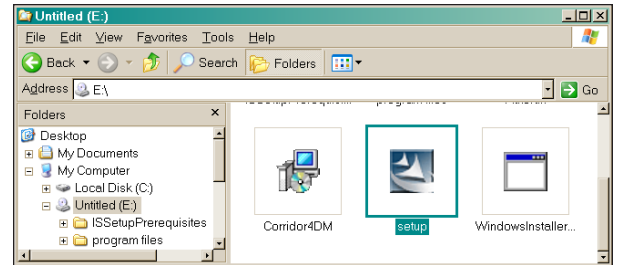 Untitled (E:)
File Edit View Favorites Tools Help
Back Search Folders
Address E:\ Go
Folders
Desktop
My Documents
My Computer
Local Disk (C:)
Untitled (E:)
ISSetupPrerequisites
program files
Corridor4DM setup WindowsInstaller...